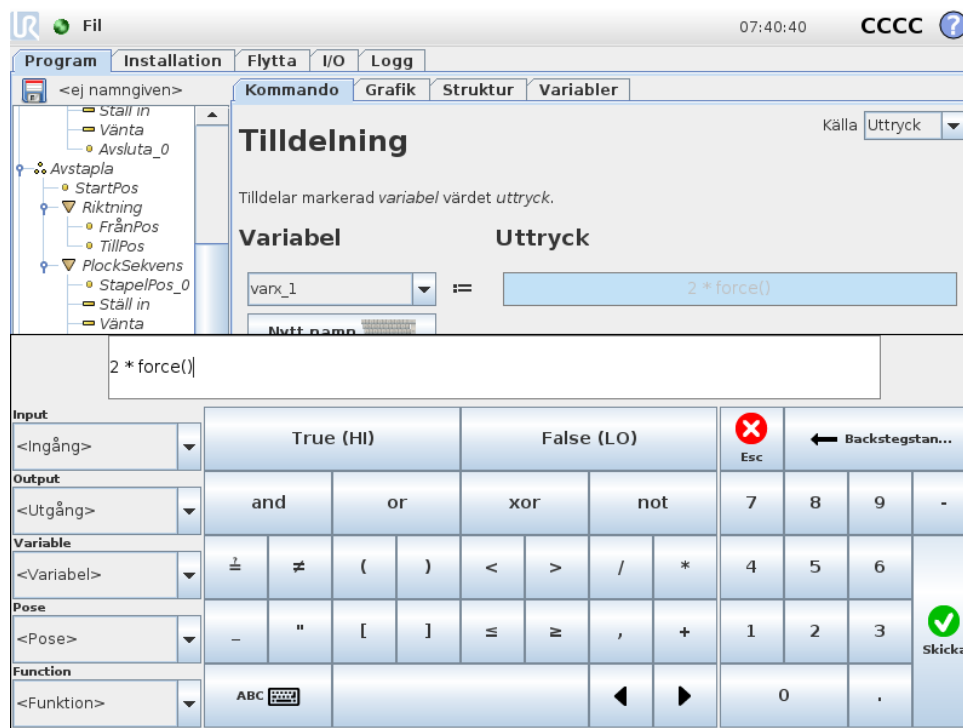 UR Fil 07:40:40 CCCC ?
Program Installation Flytta I/O Logg
<ej namngiven>
Kommando Grafik Struktur Variabler
Ställ in
Vänta
Avsluta_0
Avstapla
StartPos
Riktning
FrånPos
TillPos
PlockSekvens
StapelPos_0
Ställ in
Vänta
Tilldelning
Källa Uttryck
Tilldelar markerad variabel värdet uttryck.
Variabel Uttryck
varx_1 := 2 * force()
Nytt namn
2 * force()
Input
<Ingång>
Output
<Utgång>
Variable
<Variabel>
Pose
<Pose>
Function
<Funktion>
True (HI) False (LO) Esc Backstegstan...
and or xor not 7 8 9 -
≟ ≠ ( ) < > / * 4 5 6
_ " [ ] ≤ ≥ , + 1 2 3
Skicka
ABC 0 .